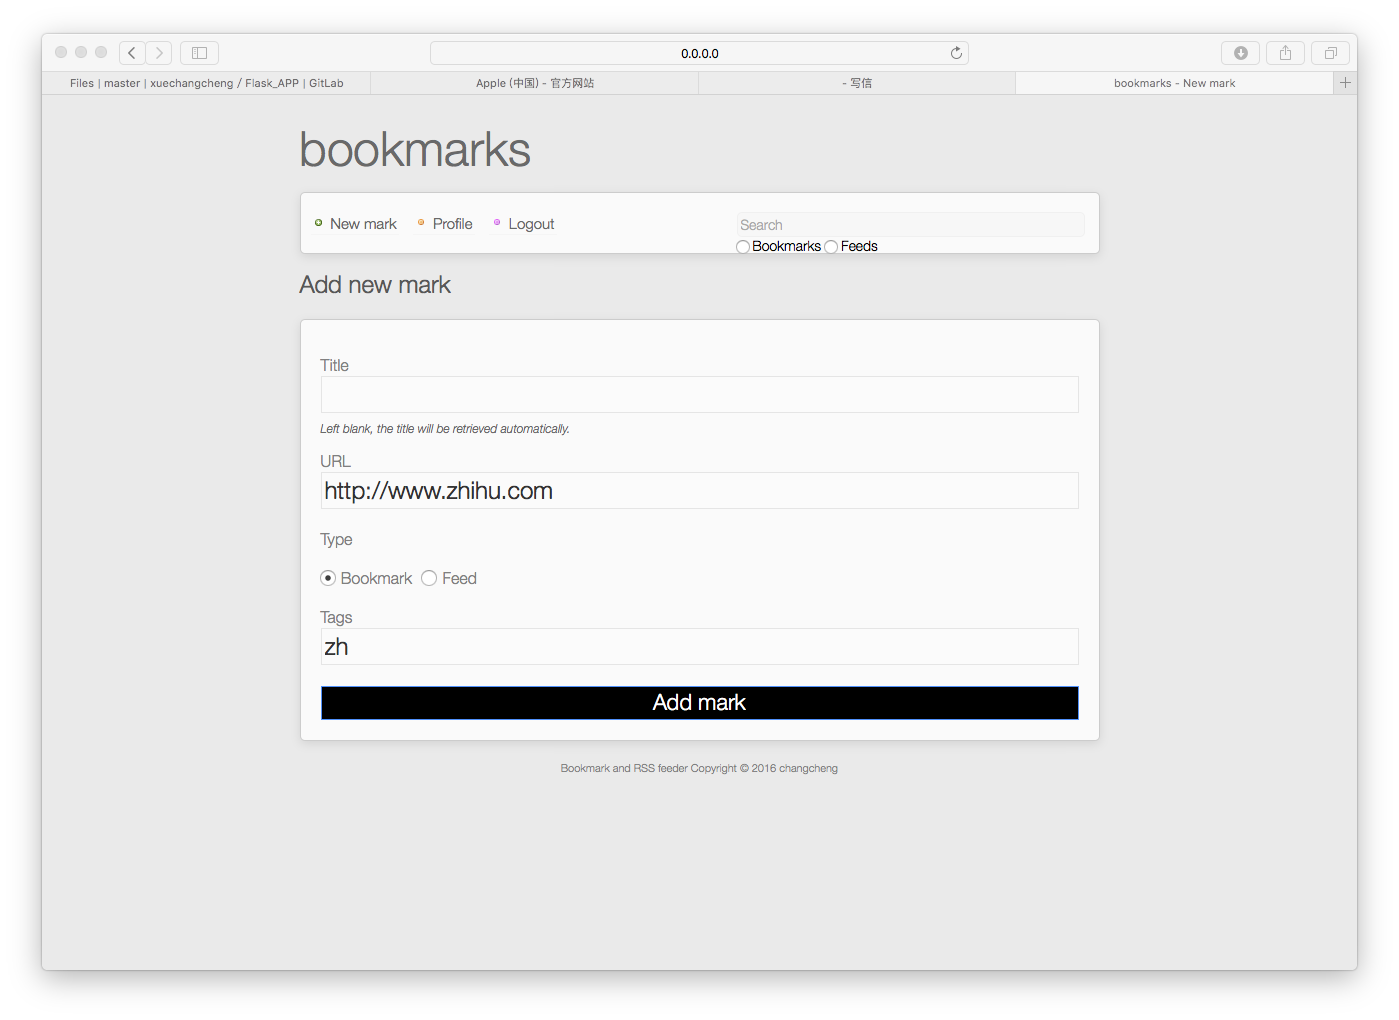 0.0.0.0
Files | master | xuechangcheng / Flask_APP | GitLab
Apple (中国) - 官方网站
- 写信
bookmarks - New mark
bookmarks
New mark Profile Logout
Search
Bookmarks Feeds
Add new mark
Title
Left blank, the title will be retrieved automatically.
URL
http://www.zhihu.com
Type
Bookmark Feed
Tags
zh
Add mark
Bookmark and RSS feeder Copyright © 2016 changcheng